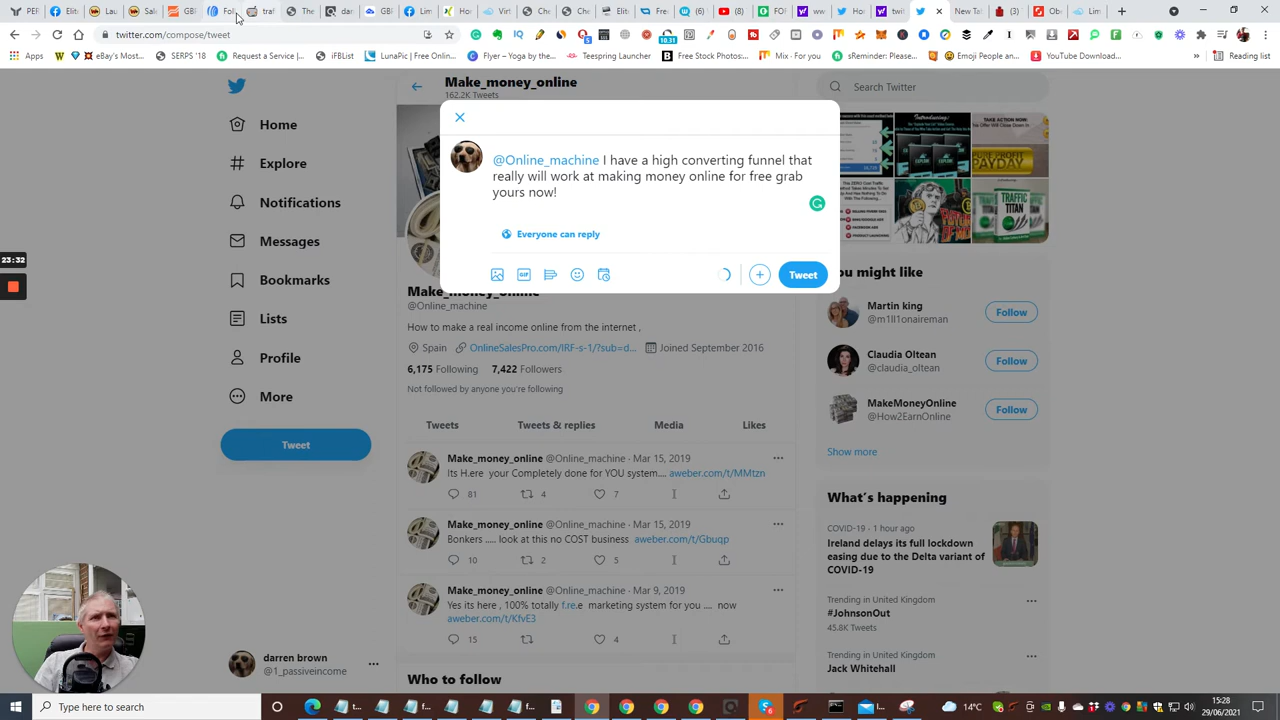 twitter.com/compose/tweet
Apps
eBay's Most...
SERPS '18
Request a Service |...
iFBList
LunaPic | Free Onli...
Flyer – Yoga by the...
Teespring Launcher
Free Stock Photos:...
Mix · For you
sReminder: Please...
Emoji People an...
YouTube Download...
Reading list
Make_money_online
162.2K Tweets
Search Twitter
Home
Explore
Notifications
Messages
Bookmarks
Lists
Profile
More
Tweet
23:32
@Online_machine I have a high converting funnel that
really will work at making money online for free grab
yours now!
Everyone can reply
GIF
Tweet
Make_money_online
@Online_machine
How to make a real income online from the internet ,
Spain OnlineSalesPro.com/IRF-s-1/?sub=d... Joined September 2016
6,175 Following 7,422 Followers
Not followed by anyone you're following
Tweets Tweets & replies Media Likes
Make_money_online @Online_machine · Mar 15, 2019
Its H.ere your Completely done for YOU system.... aweber.com/t/MMtzn
81 4 7
Make_money_online @Online_machine · Mar 15, 2019
Bonkers ..... look at this no COST business aweber.com/t/Gbuqp
10 2 5
Make_money_online @Online_machine · Mar 9, 2019
Yes its here , 100% totally f.re.e marketing system for you .... now
aweber.com/t/KfvE3
15 4
Who to follow
TRAFFIC TITAN
You might like
Martin king
@m1ll1onaireman
Follow
Claudia Oltean
@claudia_oltean
Follow
MakeMoneyOnline
@How2EarnOnline
Follow
Show more
What's happening
COVID-19 · 1 hour ago
Ireland delays its full lockdown
easing due to the Delta variant of
COVID-19
Trending in United Kingdom
#JohnsonOut
45.8K Tweets
Trending in United Kingdom
Jack Whitehall
darren brown
@1_passiveincome
Type here to search
14°C
15:28
29/06/2021